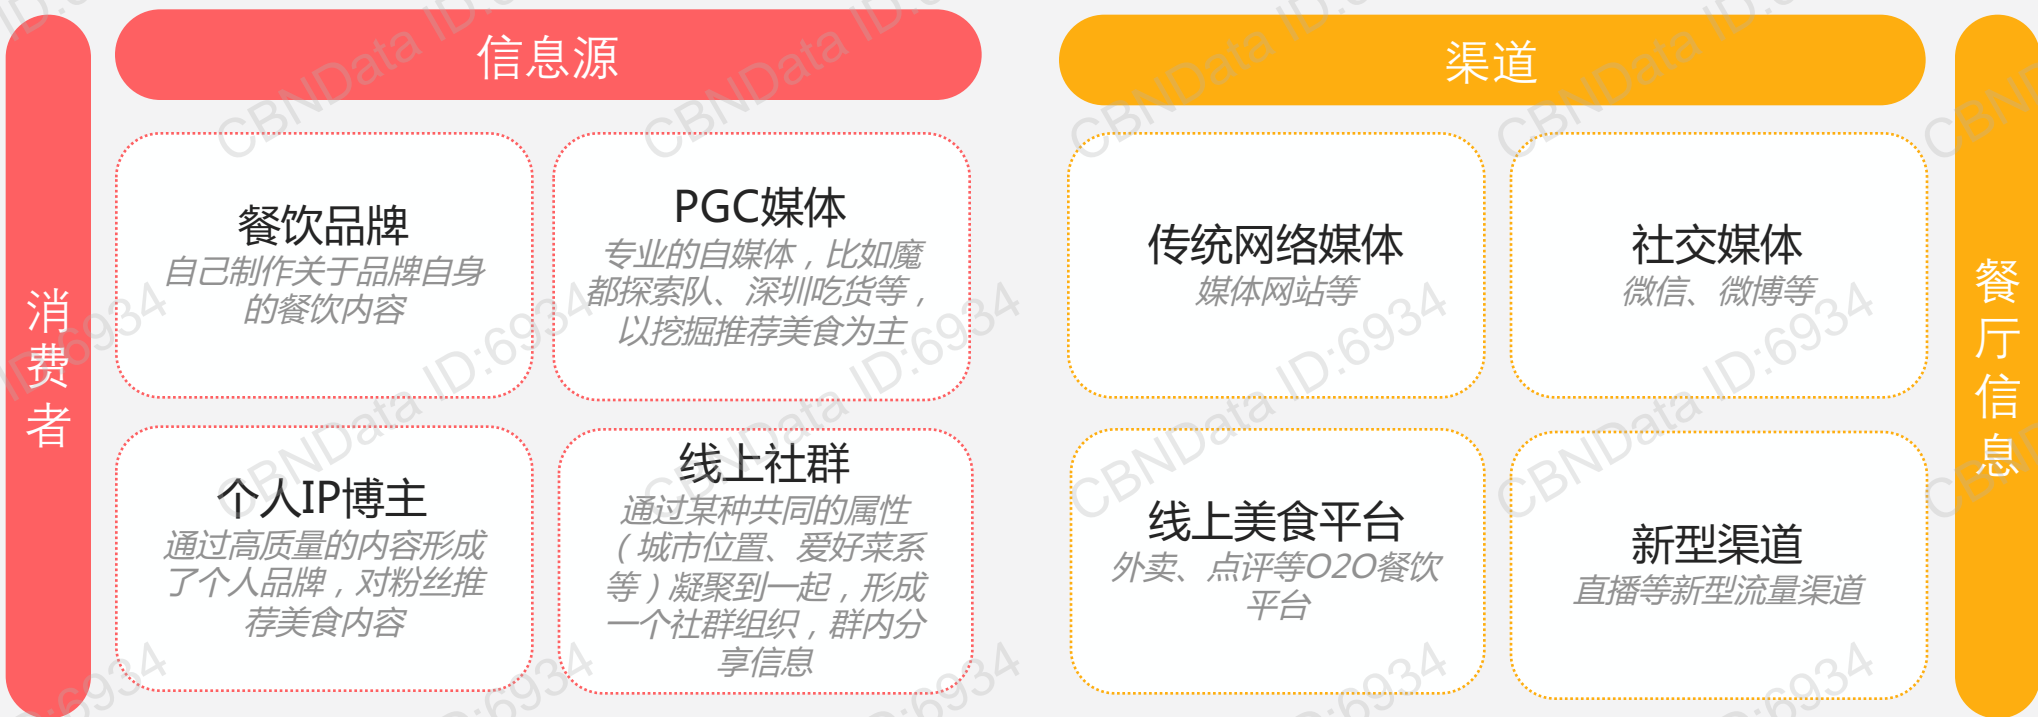 消费者
信息源
餐饮品牌
自己制作关于品牌自身
的餐饮内容
PGC媒体
专业的自媒体，比如魔
都探索队、深圳吃货等，
以挖掘推荐美食为主
个人IP博主
通过高质量的内容形成
了个人品牌，对粉丝推
荐美食内容
线上社群
通过某种共同的属性
（城市位置、爱好菜系
等）凝聚到一起，形成
一个社群组织，群内分
享信息
渠道
传统网络媒体
媒体网站等
社交媒体
微信、微博等
线上美食平台
外卖、点评等O2O餐饮
平台
新型渠道
直播等新型流量渠道
餐厅信息
CBNData ID:6934